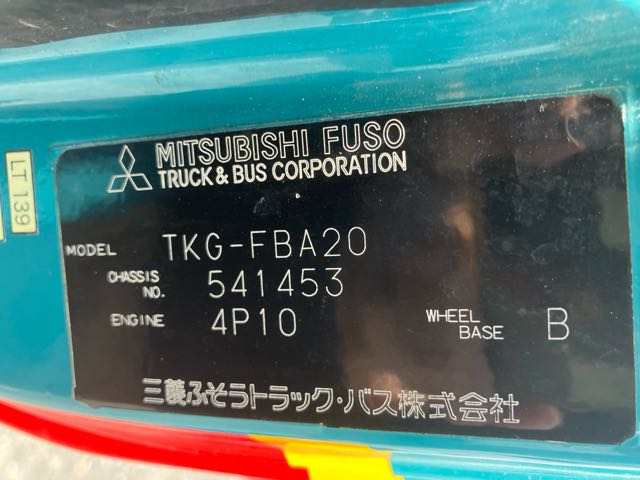 MITSUBISHI FUSO
TRUCK & BUS CORPORATION
LT 139
MODEL TKG-FBA20
CHASSIS NO. 541453
ENGINE 4P10 WHEEL BASE B
三菱ふそうトラック・バス株式会社